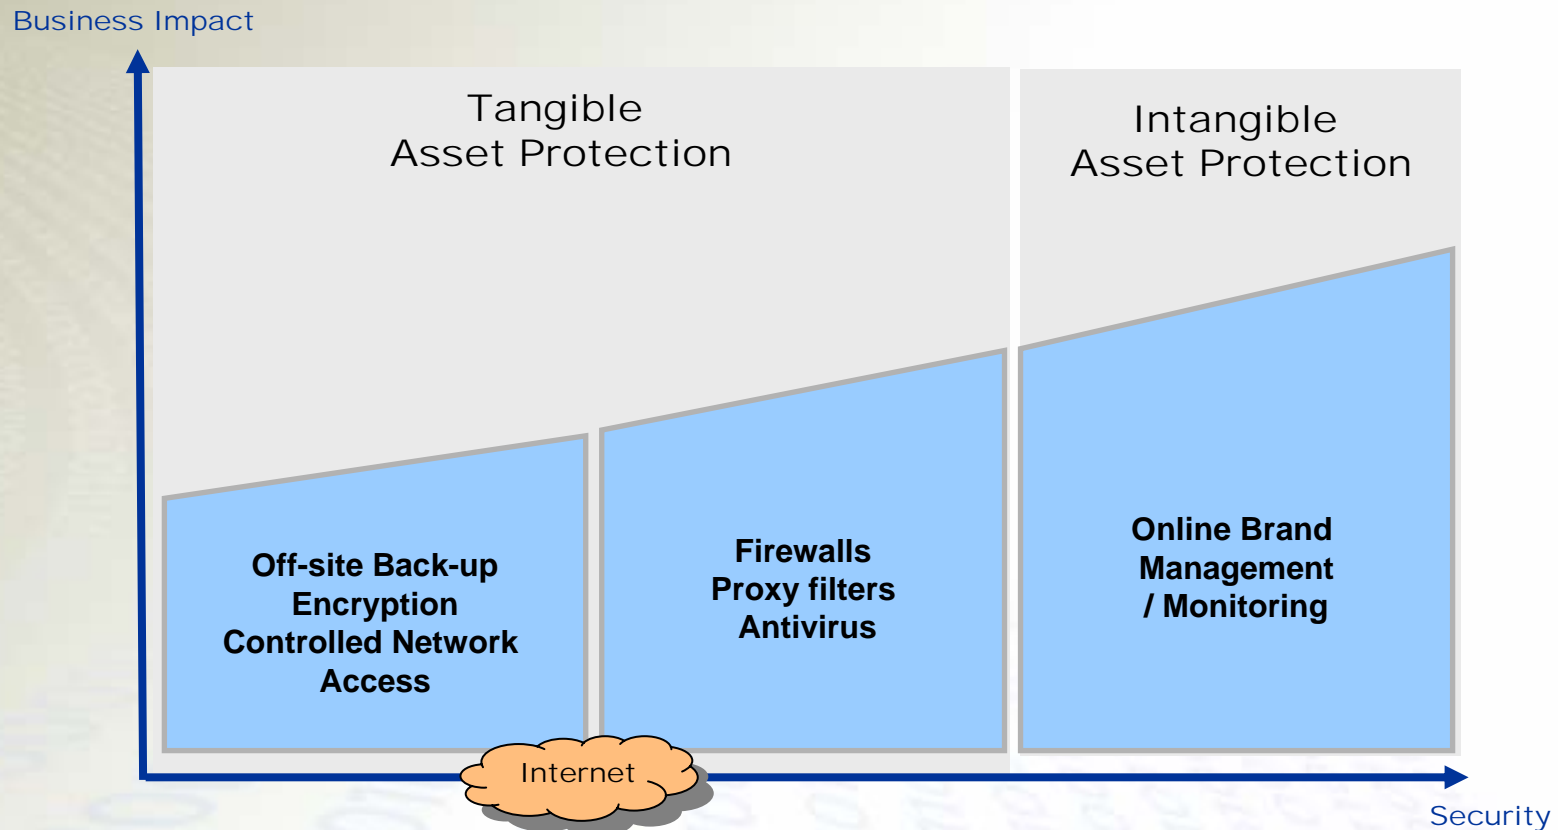 Business Impact
Tangible
Asset Protection
Intangible
Asset Protection
Off-site Back-up
Encryption
Controlled Network
Access
Firewalls
Proxy filters
Antivirus
Online Brand
Management
/ Monitoring
Internet
Security